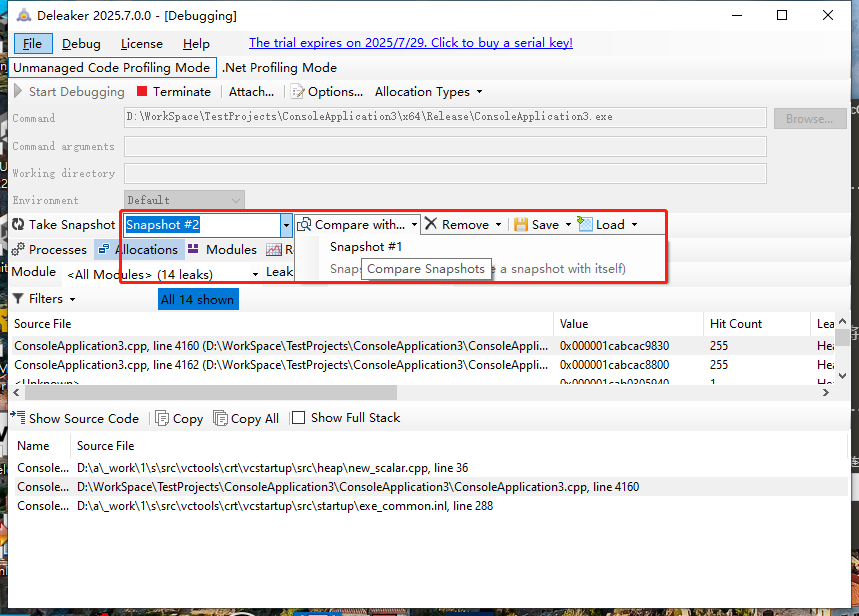 Deleaker 2025.7.0.0 - [Debugging]
File Debug License Help The trial expires on 2025/7/29. Click to buy a serial key!
Unmanaged Code Profiling Mode .Net Profiling Mode
Start Debugging Terminate Attach... Options... Allocation Types
Command D:\WorkSpace\TestProjects\ConsoleApplication3\x64\Release\ConsoleApplication3.exe Browse...
Command arguments
Working directory
Environment Default
Take Snapshot Snapshot #2 Compare with... Remove Save Load
Processes Allocations Modules R
Snapshot #1
Module <All Modules> (14 leaks) Leak
Snaps a snapshot with itself)
Compare Snapshots
Filters All 14 shown
Source File Value Hit Count Lea
ConsoleApplication3.cpp, line 4160 (D:\WorkSpace\TestProjects\ConsoleApplication3\ConsoleAppli... 0x000001cabcac9830 255 Hea
ConsoleApplication3.cpp, line 4162 (D:\WorkSpace\TestProjects\ConsoleApplication3\ConsoleAppli... 0x000001cabcac8800 255 Hea
<Unknown> 0x000001cab0305940 1 Hea
Show Source Code Copy Copy All Show Full Stack
Name Source File
Console... D:\a\_work\1\s\src\vctools\crt\vcstartup\src\heap\new_scalar.cpp, line 36
Console... D:\WorkSpace\TestProjects\ConsoleApplication3\ConsoleApplication3\ConsoleApplication3.cpp, line 4160
Console... D:\a\_work\1\s\src\vctools\crt\vcstartup\src\startup\exe_common.inl, line 288